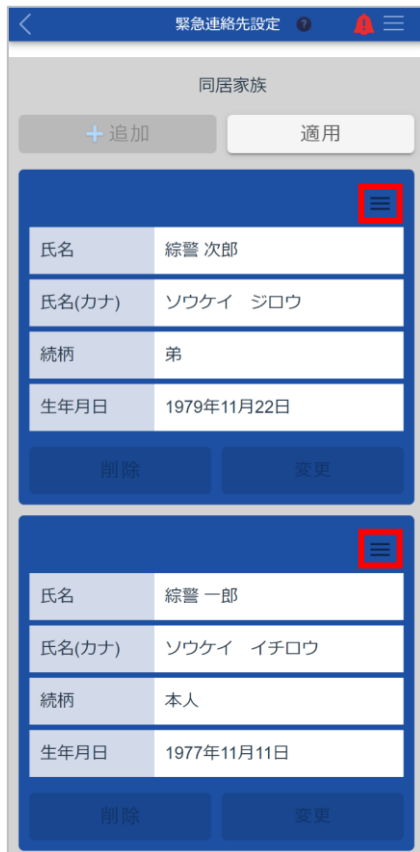 緊急連絡先設定 ?
同居家族
+ 追加 適用
氏名 綜警 次郎
氏名(カナ) ソウケイ ジロウ
続柄 弟
生年月日 1979年11月22日
削除 変更
氏名 綜警 一郎
氏名(カナ) ソウケイ イチロウ
続柄 本人
生年月日 1977年11月11日
削除 変更